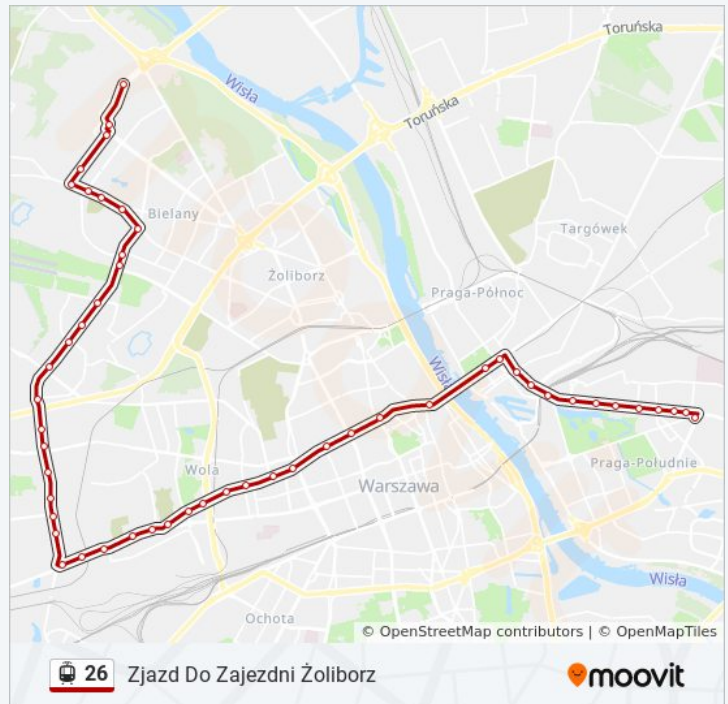 Toruńska
Wisła
Toruńska
Bielany
Targówek
Żoliborz
Praga-Północ
Wisła
Praga-Południe
Wola
Warszawa
Wisła
Ochota
© OpenStreetMap contributors | © OpenMapTiles
26 Zjazd Do Zajezdni Żoliborz
moovit